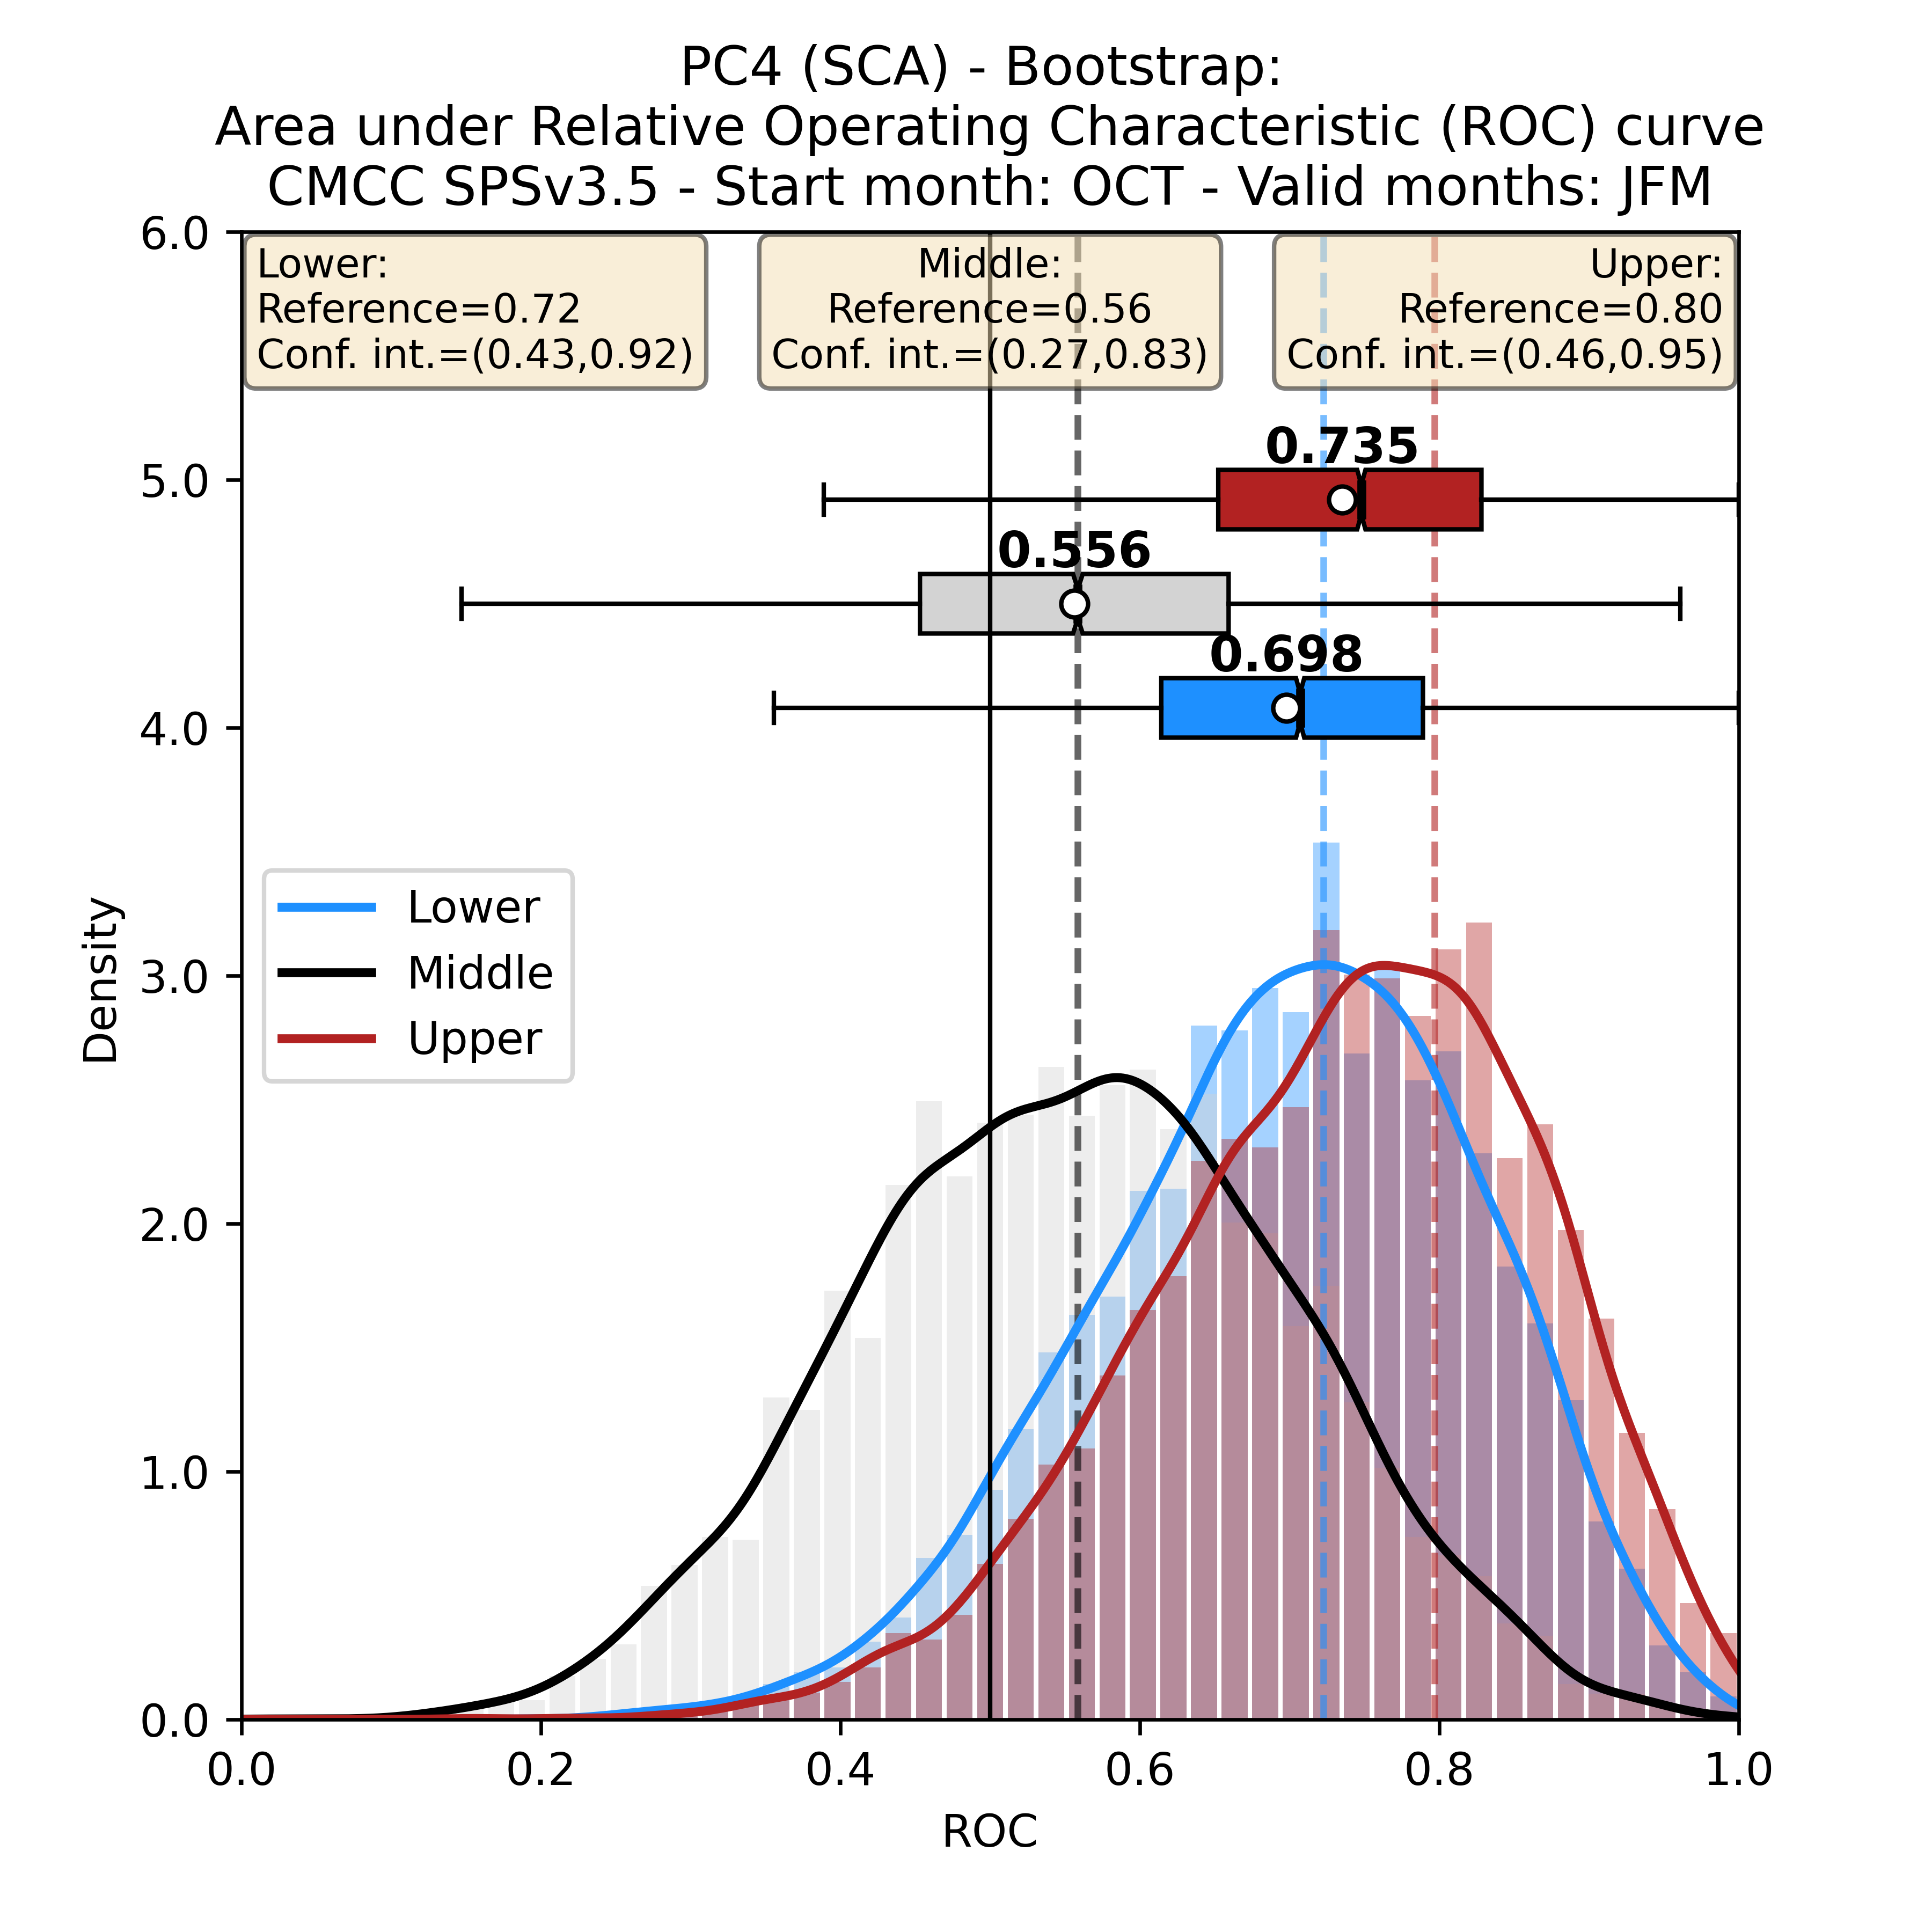 PC4 (SCA) - Bootstrap:
Area under Relative Operating Characteristic (ROC) curve
CMCC SPSv3.5 - Start month: OCT - Valid months: JFM
Lower:
Reference=0.72
Conf. int.=(0.43,0.92)
Middle:
Reference=0.56
Conf. int.=(0.27,0.83)
Upper:
Reference=0.80
Conf. int.=(0.46,0.95)
0.735
0.556
0.698
Lower
Middle
Upper
Density
6.0
5.0
4.0
3.0
2.0
1.0
0.0
0.0
0.2
0.4
0.6
0.8
1.0
ROC